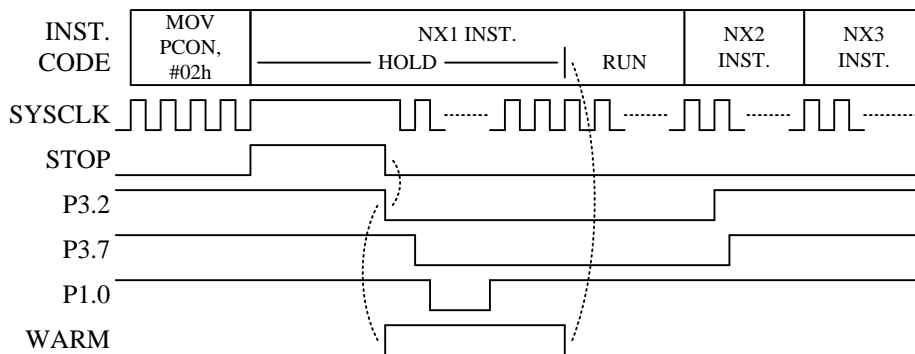 INST.
CODE
MOV
PCON,
#02h
NX1 INST.
HOLD
RUN
NX2
INST.
NX3
INST.
SYSCLK
STOP
P3.2
P3.7
P1.0
WARM